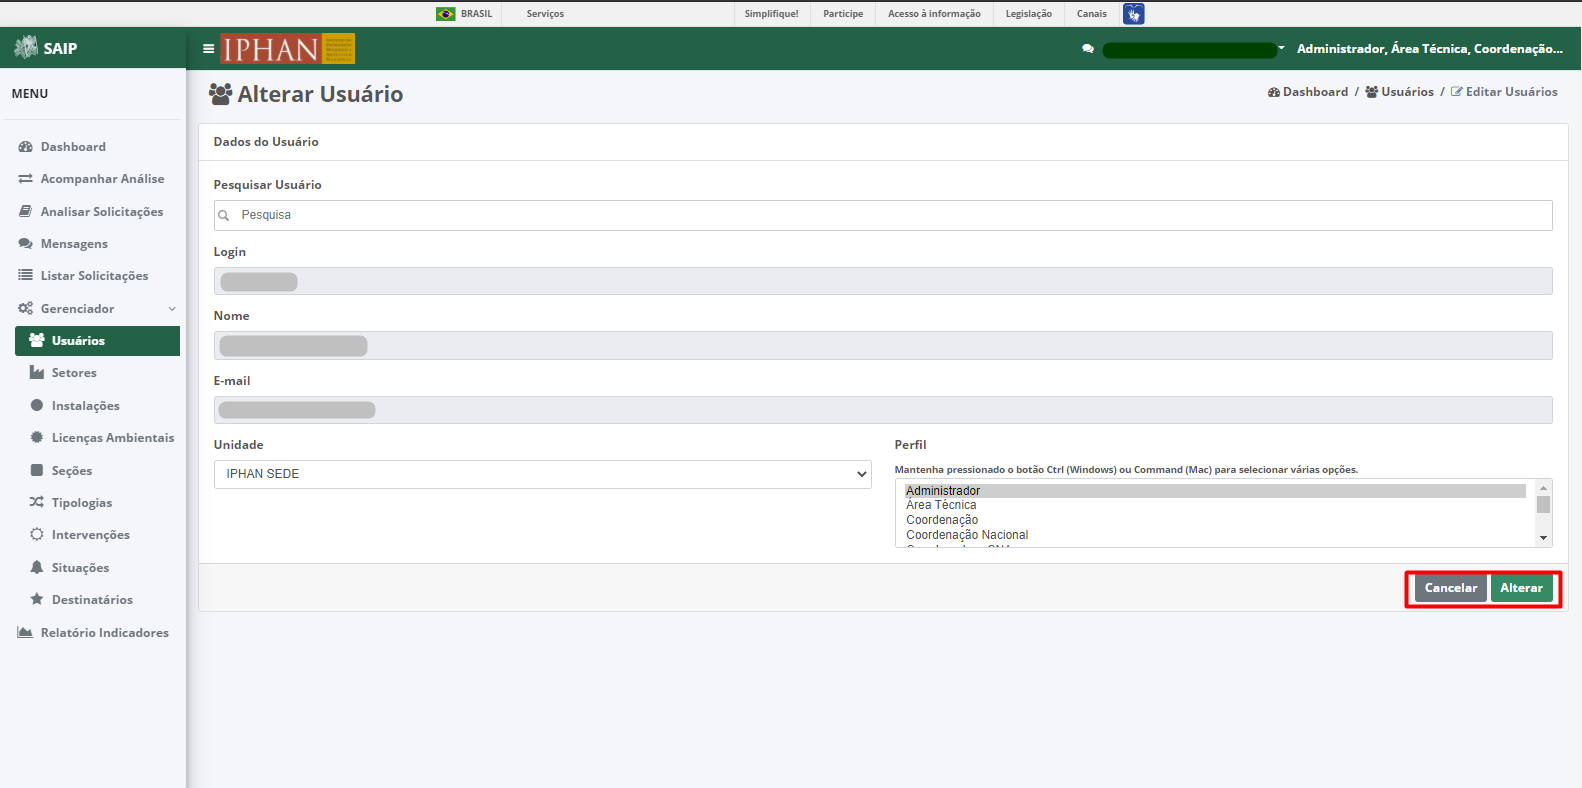 BRASIL
Serviços
Simplifique!
Participe
Acesso à informação
Legislação
Canais
SAIP
IPHAN
Administrador, Área Técnica, Coordenação...
MENU
Alterar Usuário
Dashboard / Usuários / Editar Usuários
Dashboard
Acompanhar Análise
Analisar Solicitações
Mensagens
Listar Solicitações
Gerenciador
Usuários
Setores
Instalações
Licenças Ambientais
Seções
Tipologias
Intervenções
Situações
Destinatários
Relatório Indicadores
Dados do Usuário
Pesquisar Usuário
Pesquisa
Login
Nome
E-mail
Unidade
IPHAN SEDE
Perfil
Mantenha pressionado o botão Ctrl (Windows) ou Command (Mac) para selecionar várias opções.
Administrador
Área Técnica
Coordenação
Coordenação Nacional
Cancelar
Alterar